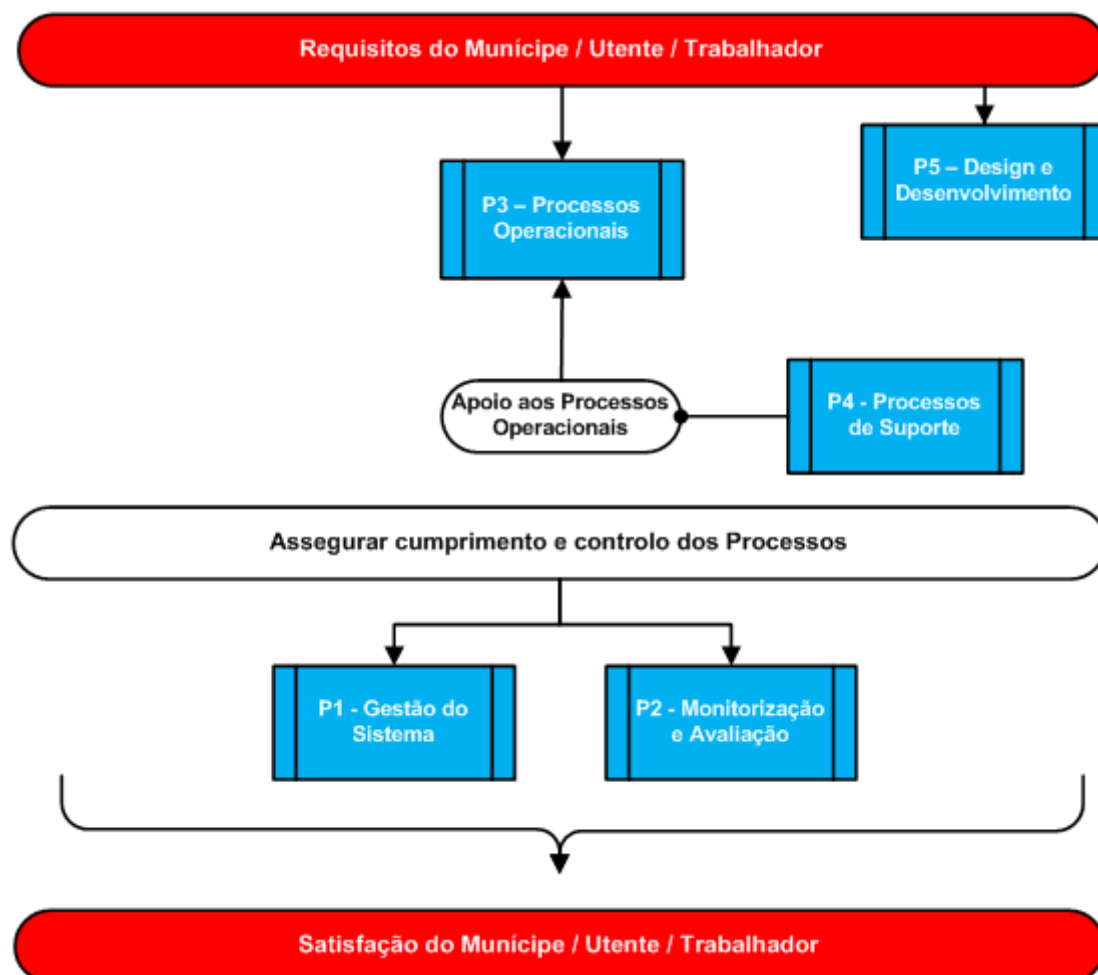 Requisitos do Munícipe / Utente / Trabalhador
P5 – Design e
Desenvolvimento
P3 – Processos
Operacionais
Apoio aos Processos
Operacionais
P4 - Processos
de Suporte
Assegurar cumprimento e controlo dos Processos
P1 - Gestão do
Sistema
P2 - Monitorização
e Avaliação
Satisfação do Munícipe / Utente / Trabalhador